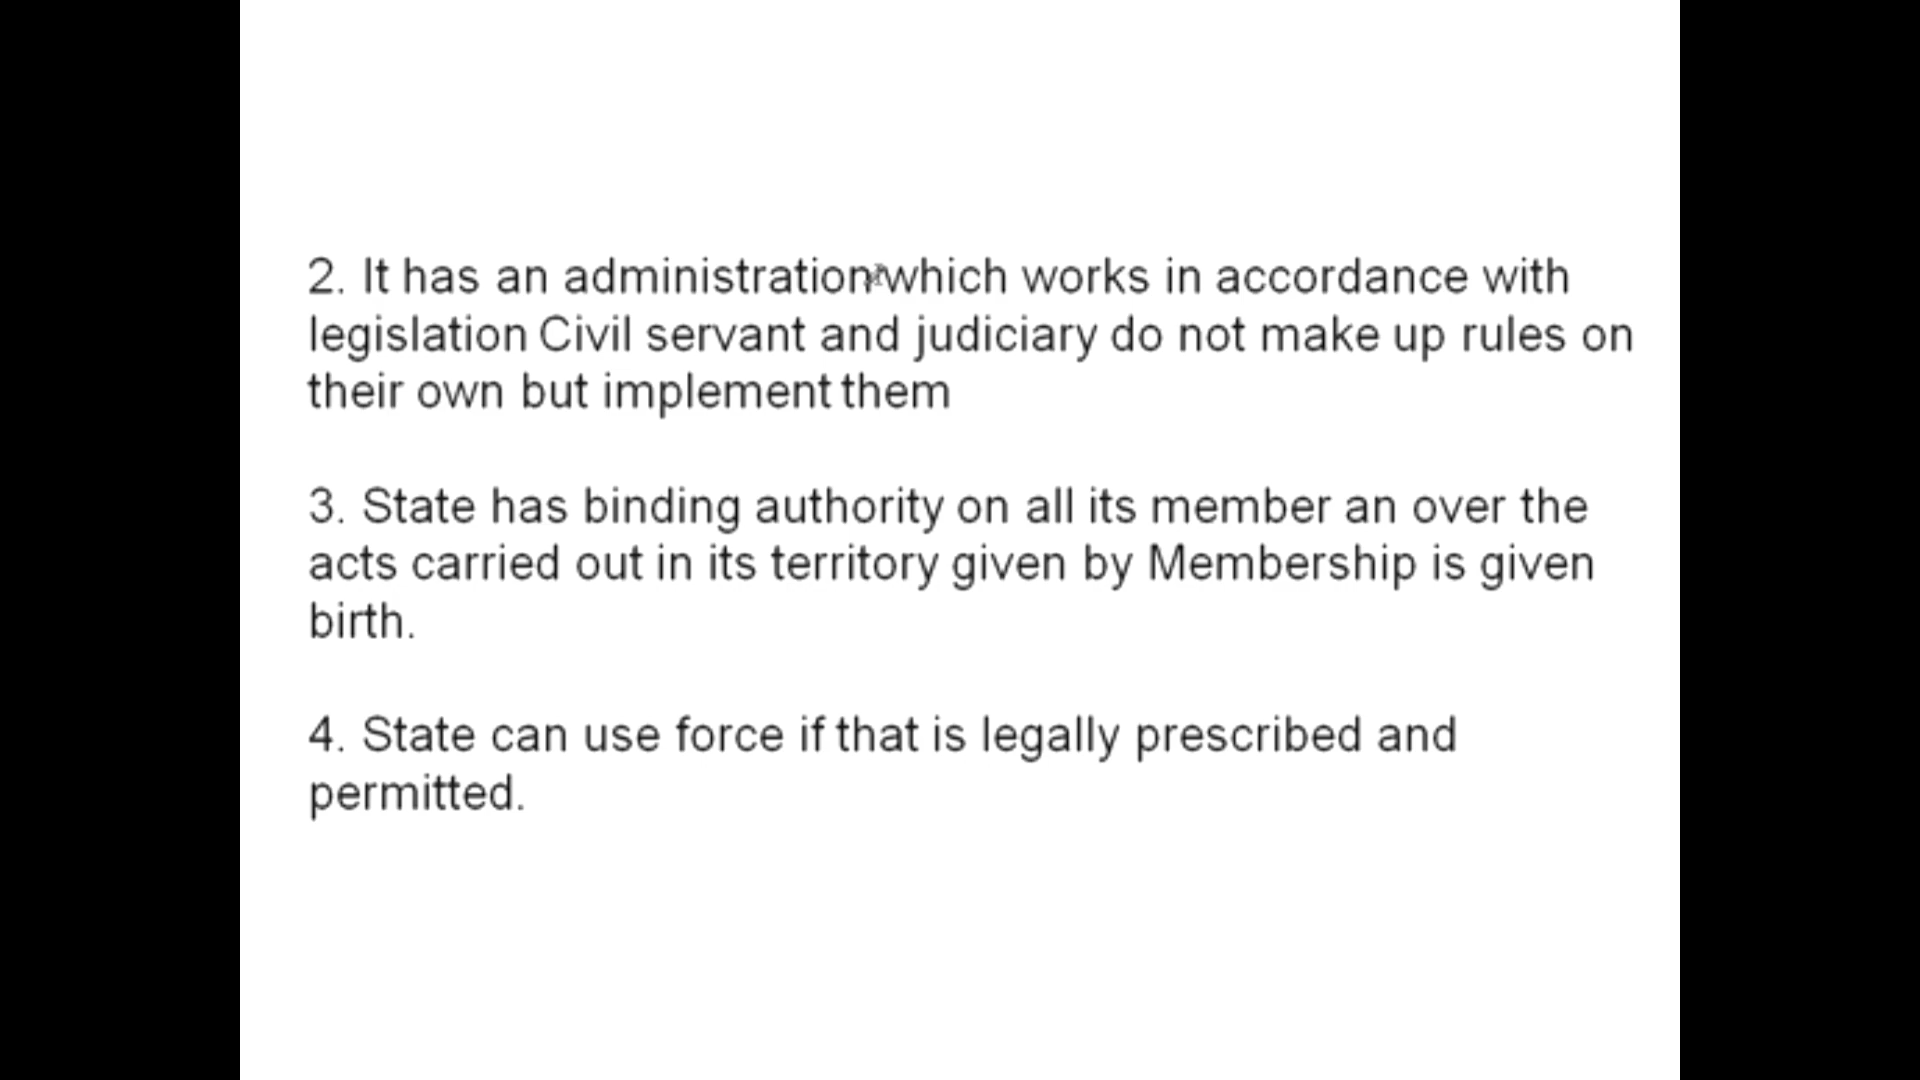 2. It has an administration which works in accordance with
legislation Civil servant and judiciary do not make up rules on
their own but implement them
3. State has binding authority on all its member an over the
acts carried out in its territory given by Membership is given
birth.
4. State can use force if that is legally prescribed and
permitted.